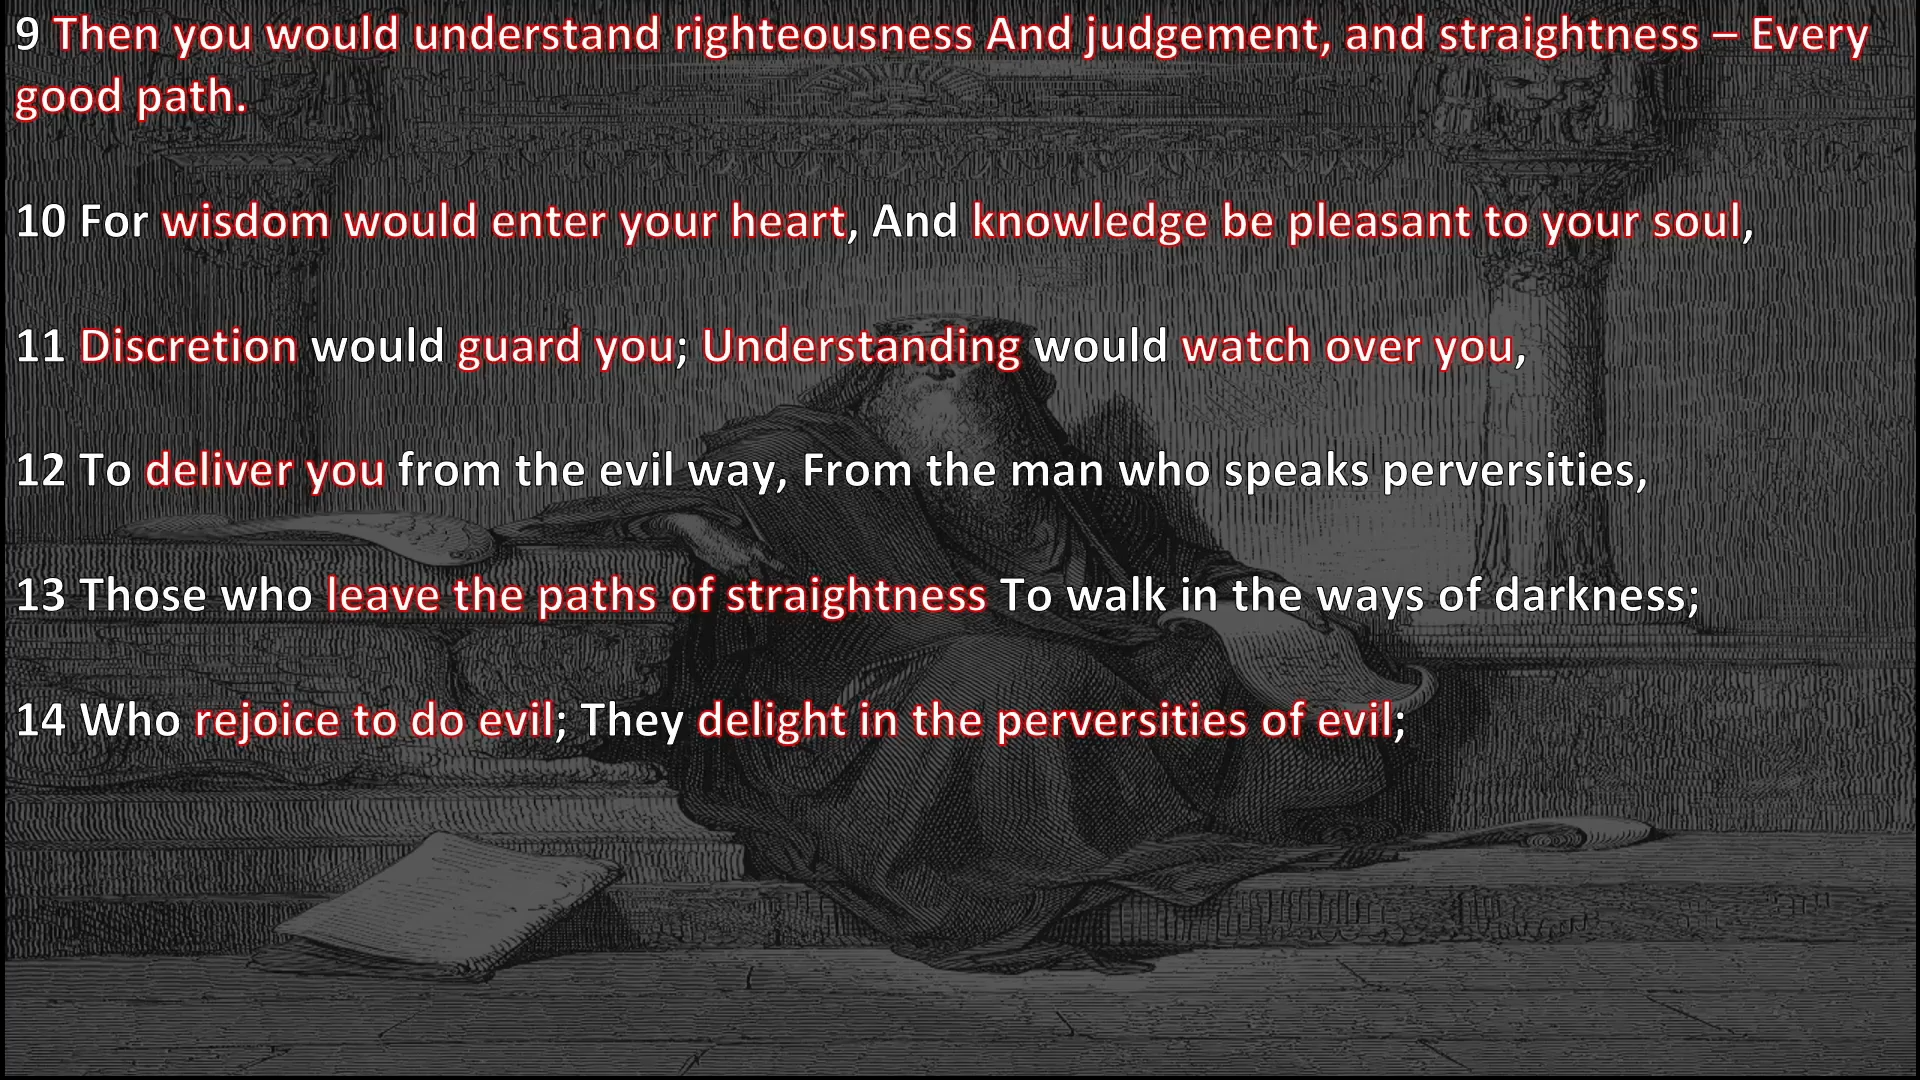 9 Then you would understand righteousness And judgement, and straightness – Every
good path.
10 For wisdom would enter your heart, And knowledge be pleasant to your soul,
11 Discretion would guard you; Understanding would watch over you,
12 To deliver you from the evil way, From the man who speaks perversities,
13 Those who leave the paths of straightness To walk in the ways of darkness;
14 Who rejoice to do evil; They delight in the perversities of evil;